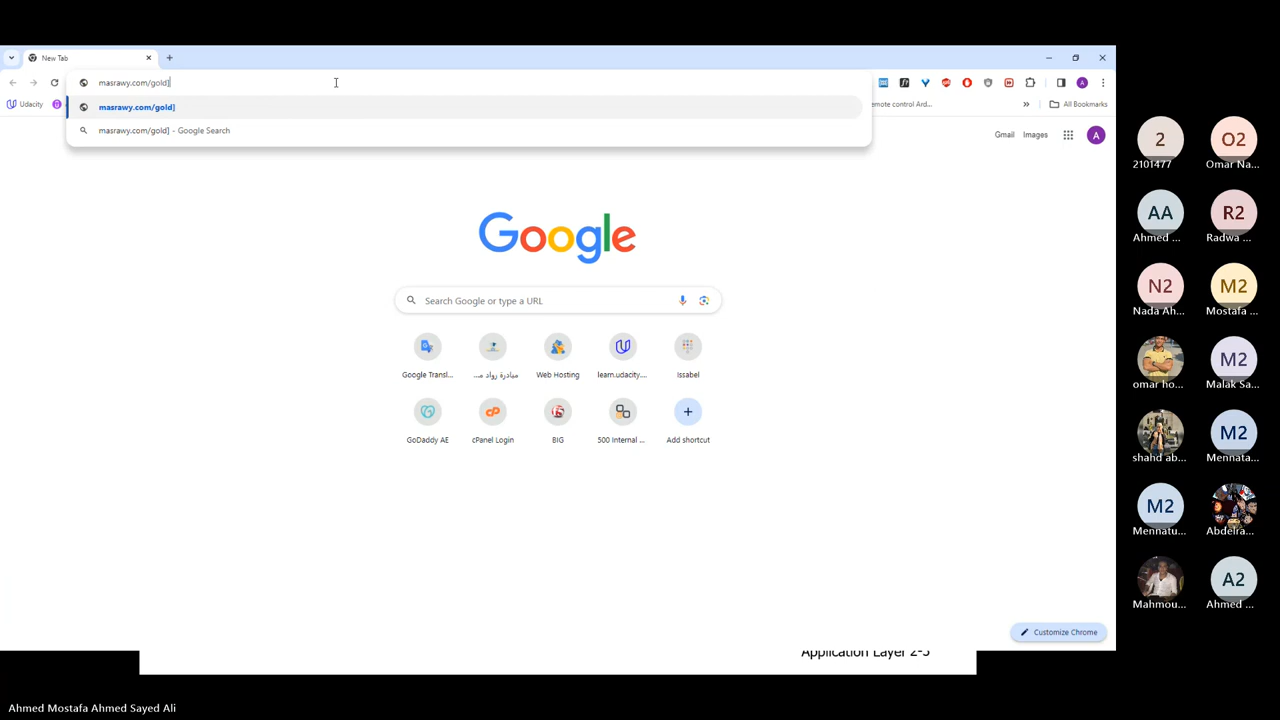 New Tab
masrawy.com/gold]
masrawy.com/gold]
masrawy.com/gold] - Google Search
Udacity
emote control Ard...
All Bookmarks
Gmail
Images
A
Google
Search Google or type a URL
Google Transl...
مبادرة رواد مـ...
Web Hosting
learn.udacity....
Issabel
GoDaddy AE
cPanel Login
BIG
500 Internal ...
Add shortcut
Customize Chrome
Application Layer 2-5
2
2101477
O2
Omar Na...
AA
Ahmed ...
R2
Radwa ...
N2
Nada Ah...
M2
Mostafa ...
omar ho...
M2
Malak Sa...
shahd ab...
M2
Mennata...
M2
Mennatu...
Abdelra...
Mahmou...
A2
Ahmed ...
Ahmed Mostafa Ahmed Sayed Ali